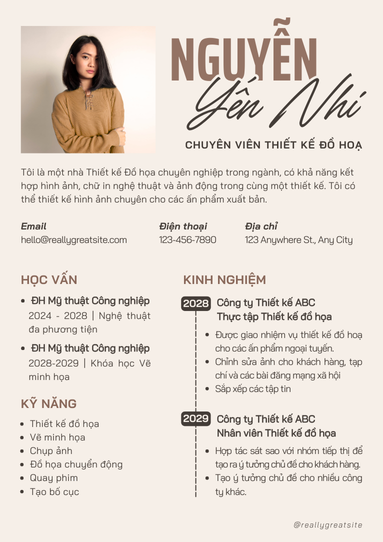 NGUYỄN
Yến Nhi
CHUYÊN VIÊN THIẾT KẾ ĐỒ HOẠ
Tôi là một nhà Thiết kế Đồ họa chuyên nghiệp trong ngành, có khả năng kết
hợp hình ảnh, chữ in nghệ thuật và ảnh động trong cùng một thiết kế. Tôi có
thể thiết kế hình ảnh chuyên cho các ấn phẩm xuất bản.
Email
hello@reallygreatsite.com
Điện thoại
123-456-7890
Địa chỉ
123 Anywhere St., Any City
HỌC VẤN
• ĐH Mỹ thuật Công nghiệp
2024 - 2028 | Nghệ thuật
đa phương tiện
• ĐH Mỹ thuật Công nghiệp
2028-2029 | Khóa học Vẽ
minh họa
KỸ NĂNG
• Thiết kế đồ họa
• Vẽ minh họa
• Chụp ảnh
• Đồ họa chuyển động
• Quay phim
• Tạo bố cục
KINH NGHIỆM
2028 Công ty Thiết kế ABC
Thực tập Thiết kế đồ họa
• Được giao nhiệm vụ thiết kế đồ hoạ
cho các ấn phẩm ngoại tuyến.
• Chỉnh sửa ảnh cho khách hàng, tạp
chí và các bài đăng mạng xã hội
• Sắp xếp các tập tin
2029 Công ty Thiết kế ABC
Nhân viên Thiết kế đồ họa
• Hợp tác sát sao với nhóm tiếp thị để
tạo ra ý tưởng chủ đề cho khách hàng.
• Tạo ý tưởng chủ đề cho nhiều công
ty khác.
@reallygreatsite